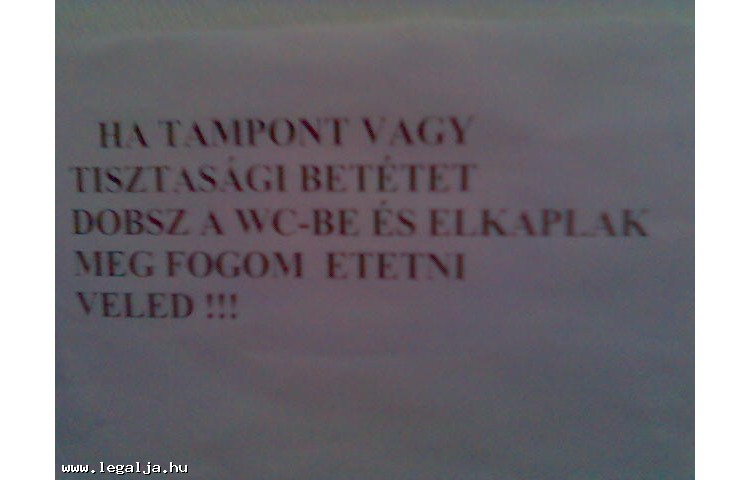 HA TAMPONT VAGY
TISZTASÁGI BETÉTET
DOBSZ A WC-BE ÉS ELKAPLAK
MEG FOGOM ETETNI
VELED !!!
www.legalja.hu